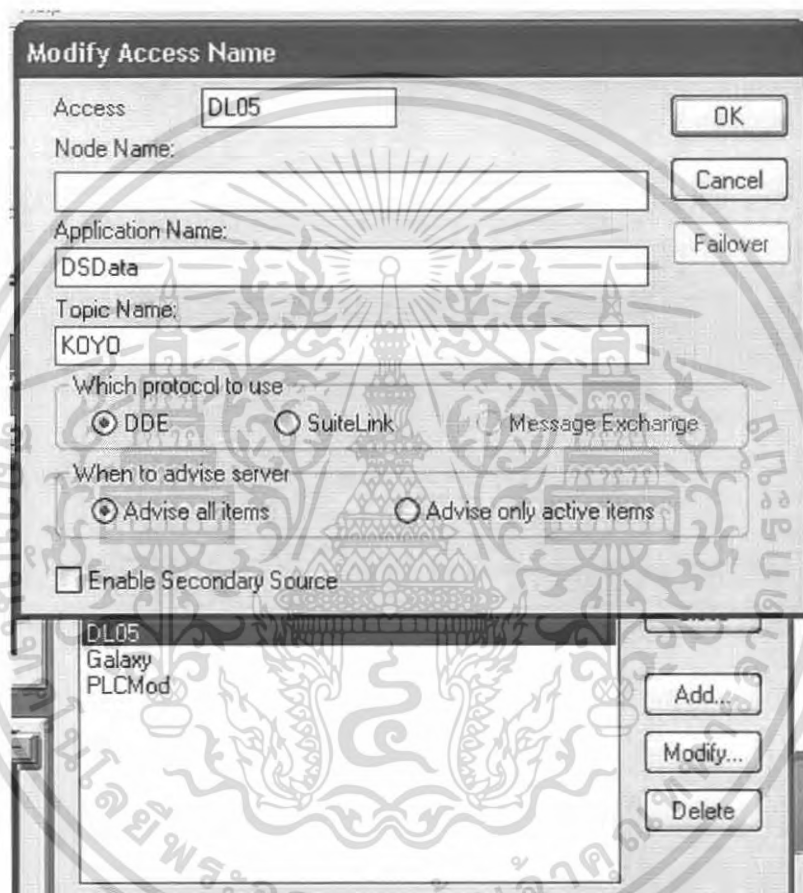 Modify Access Name
Access DL05
OK
Node Name:
Cancel
Application Name:
Failover
DSData
Topic Name:
KOYO
Which protocol to use
DDE SuiteLink Message Exchange
When to advise server
Advise all items Advise only active items
Enable Secondary Source
DL05
Galaxy
PLCMod
Add...
Modify...
Delete